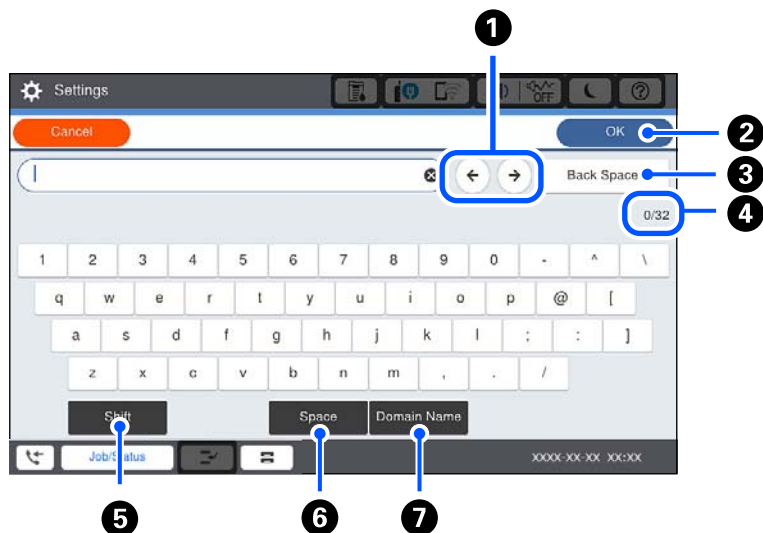 1
Settings
OFF
Cancel
OK
2
Back Space
3
0/32
4
1 2 3 4 5 6 7 8 9 0 - ^ \
q w e r t y u i o p @ [
a s d f g h j k l ; : ]
z x c v b n m , . /
Shift Space Domain Name
Job/Status
XXXX-XX-XX XX:XX
5 6 7